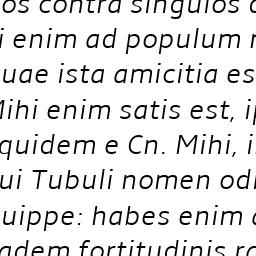 os contra singulos
i enim ad populum
uae ista amicitia es
Mihi enim satis est, i
quidem e Cn. Mihi, i
ui Tubuli nomen odi
uippe: habes enim
adem fortitudinis ra